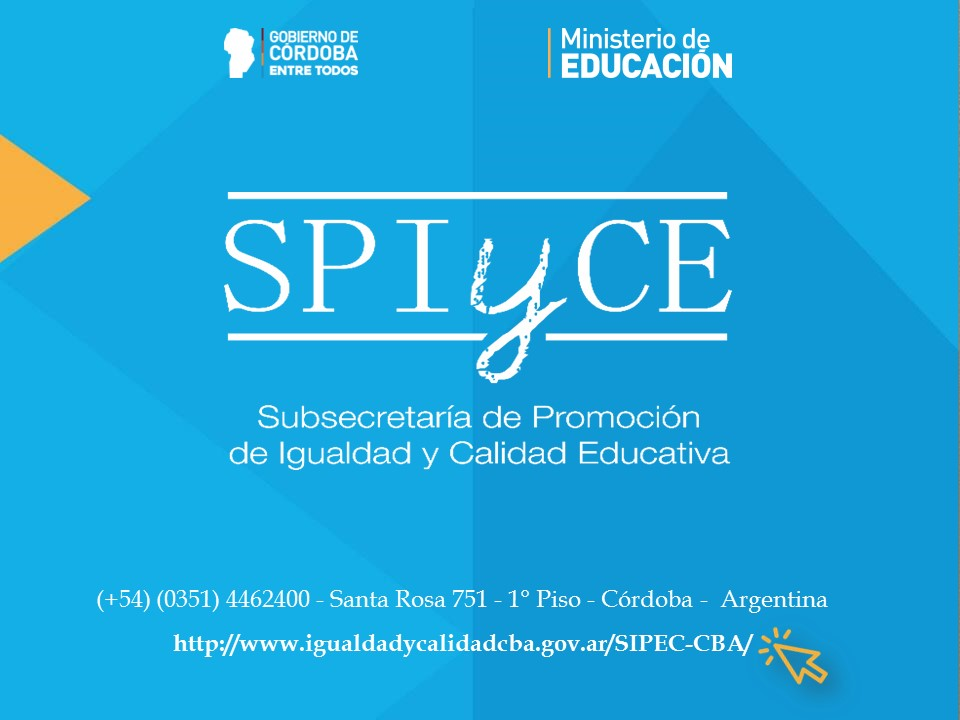 GOBIERNO DE
CÓRDOBA
ENTRE TODOS
Ministerio de
EDUCACIÓN
SPIyCE
Subsecretaría de Promoción
de Igualdad y Calidad Educativa
(+54) (0351) 4462400 - Santa Rosa 751 - 1° Piso - Córdoba - Argentina
http://www.igualdadycalidadcba.gov.ar/SIPEC-CBA/